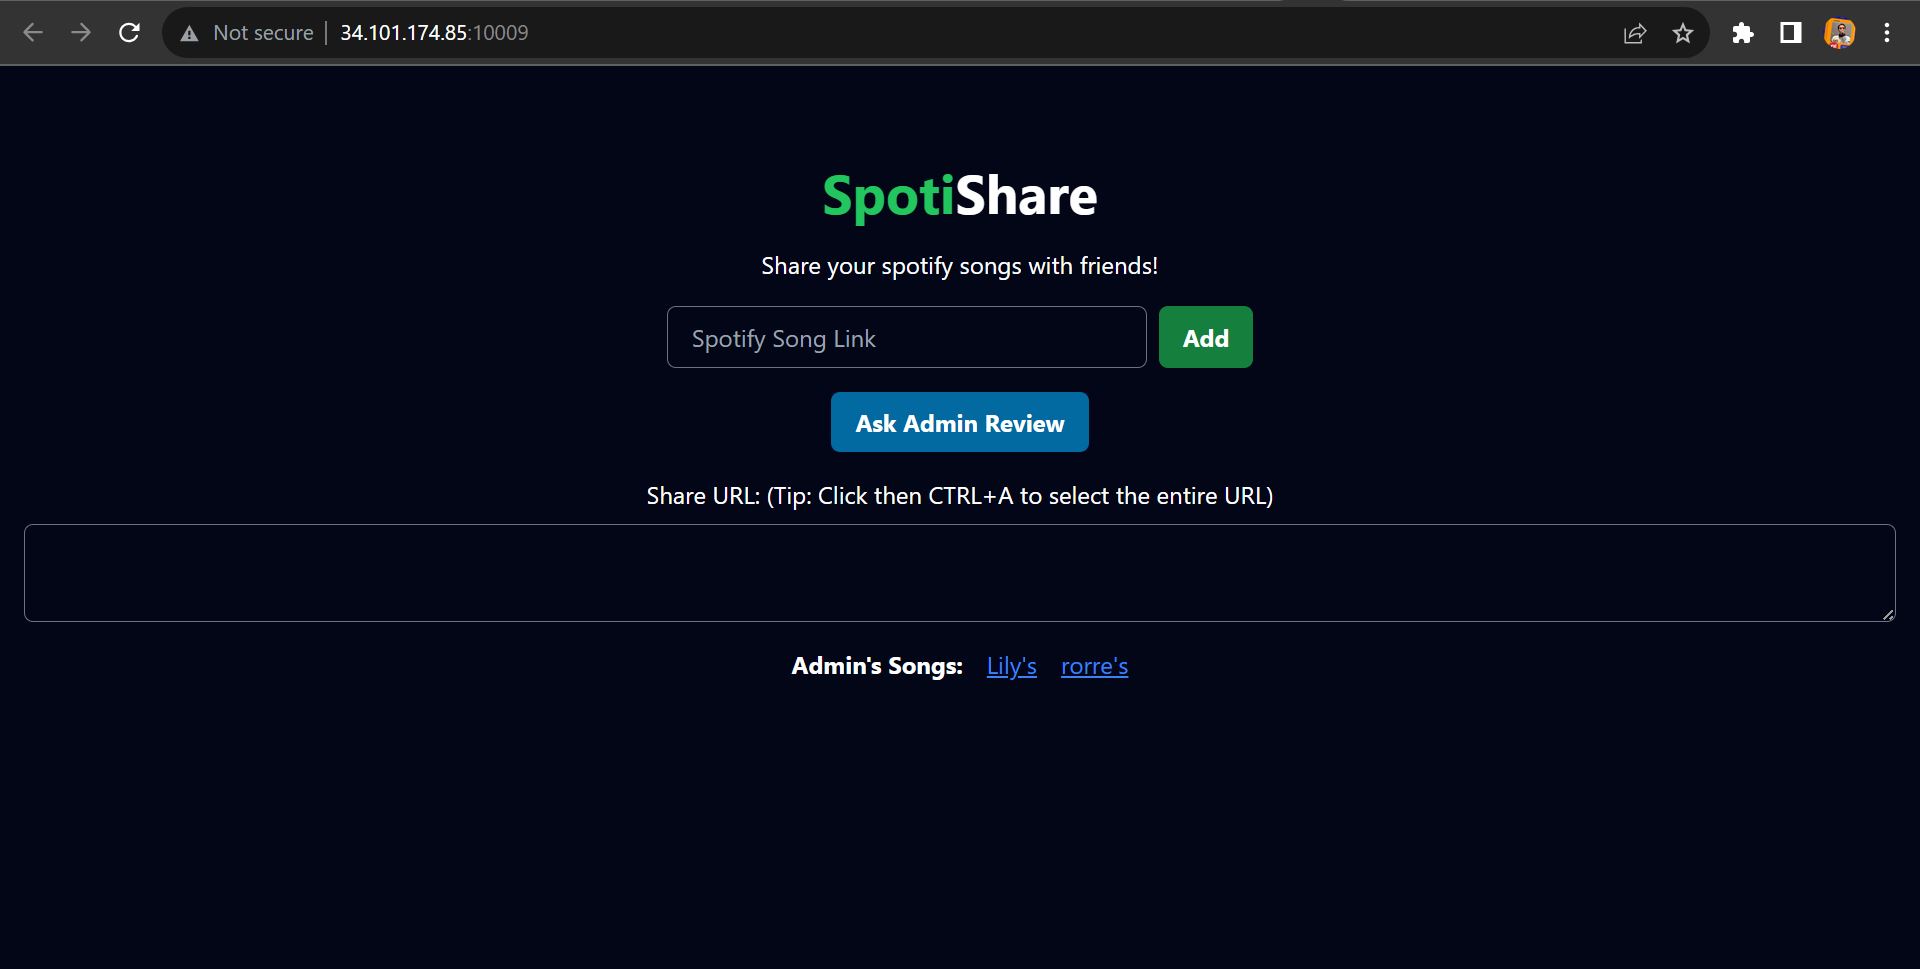 Not secure | 34.101.174.85:10009
SpotiShare
Share your spotify songs with friends!
Spotify Song Link
Add
Ask Admin Review
Share URL: (Tip: Click then CTRL+A to select the entire URL)
Admin's Songs: Lily's rorre's